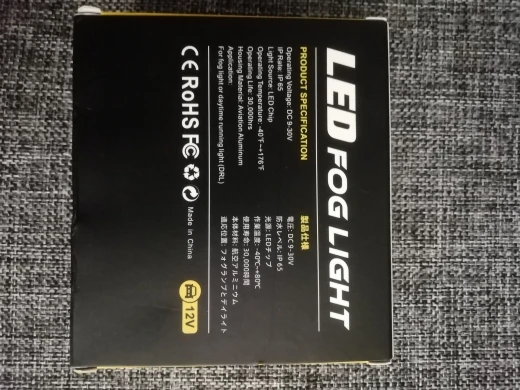 LED FOG LIGHT
PRODUCT SPECIFICATION
Operating Voltage: DC 9-30V
IP Rate: IP 65
Light Source: LED Chip
Operating Temperature: -40°F~+176°F
Operating Life: 30,000hrs
Housing Material: Aviation Aluminum
Application:
For fog light or daytime running light (DRL)
製品仕様
電圧: DC 9-30V
防水レベル: IP 65
光源: LEDチップ
作業温度: -40℃~+80℃
使用寿命: 30,000時間
本体材料: 航空アルミニウム
適応位置: フォグランプとデイライト
CE RoHS FC Made in China
12V